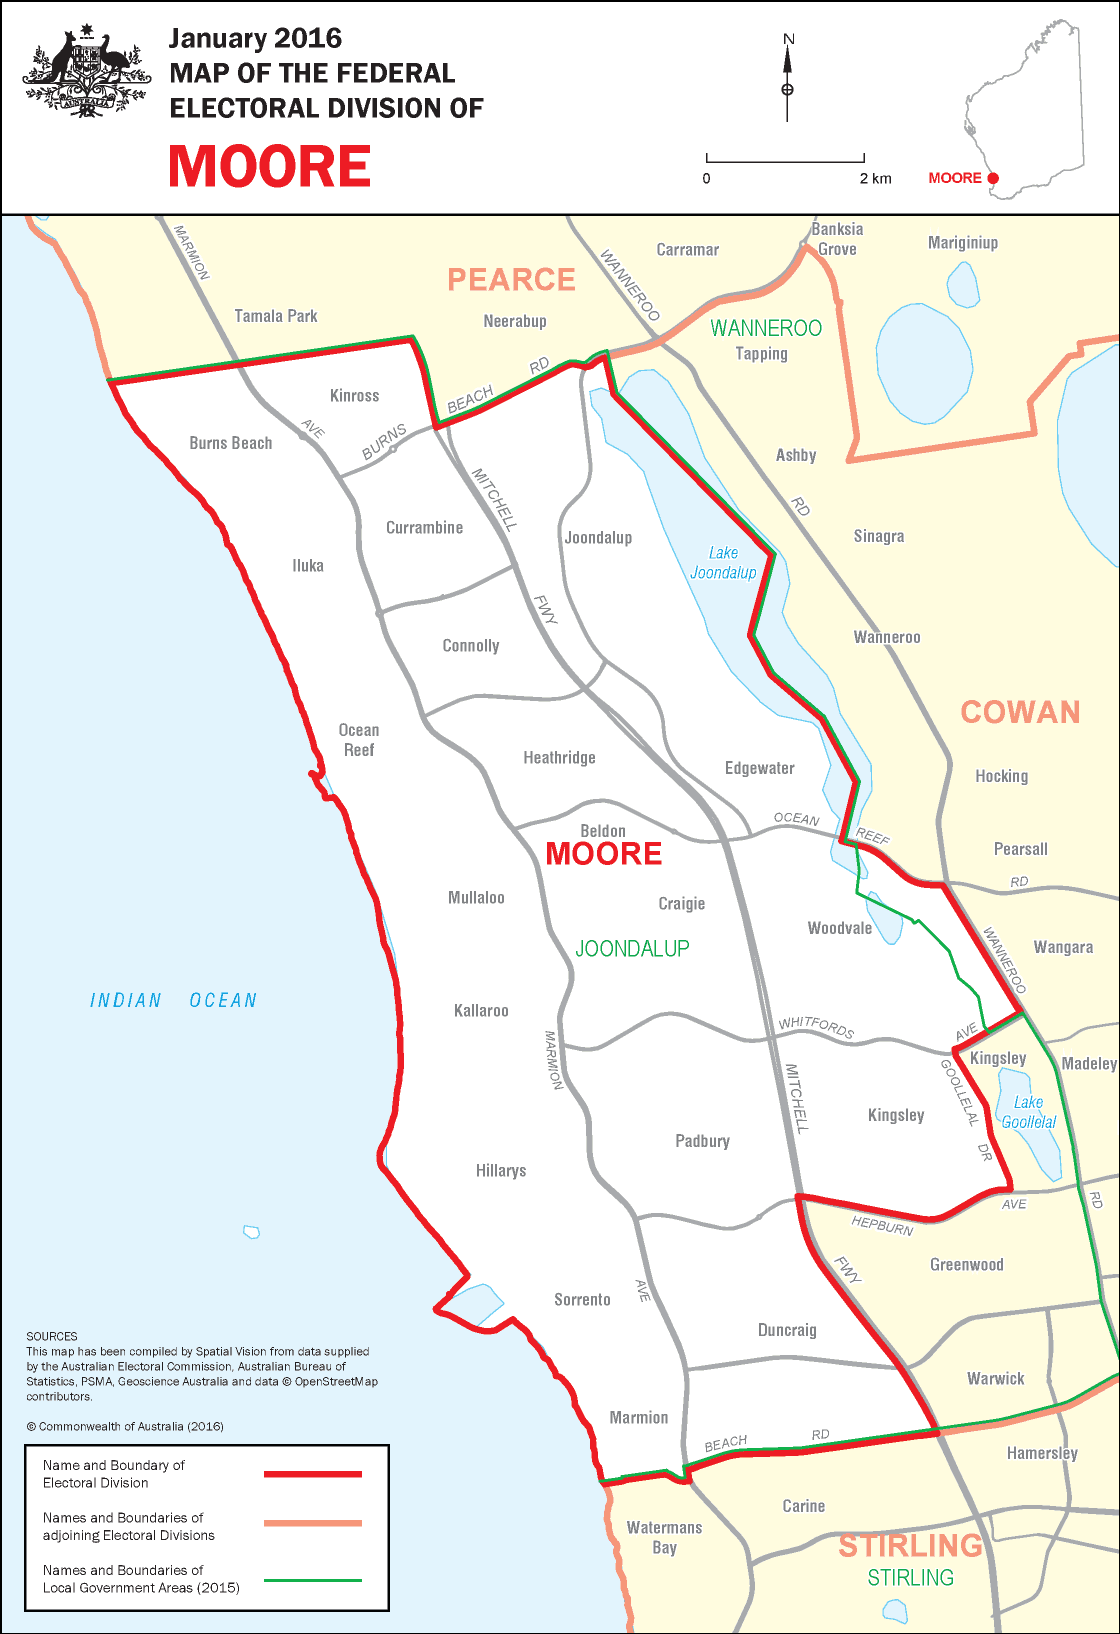 January 2016
MAP OF THE FEDERAL
ELECTORAL DIVISION OF
MOORE
AUSTRALIA
N
0 2 km
MOORE
MARMION
WANNEROO
Carramar
Banksia
Grove
Mariginiup
PEARCE
Tamala Park
Neerabup
WANNEROO
Tapping
RD
BEACH
Kinross
BURNS
AVE
Burns Beach
Ashby
MITCHELL
RD
Currambine
Joondalup
Sinagra
Lake
Joondalup
Iluka
FWY
Wanneroo
Connolly
COWAN
Ocean
Reef
Heathridge
Edgewater
Hocking
OCEAN
REEF
Beldon
MOORE
Pearsall
RD
Mullaloo
Craigie
Woodvale
JOONDALUP
WANNEROO
Wangara
INDIAN OCEAN
Kallaroo
WHITFORDS
AVE
MARMION
Kingsley
Madeley
MITCHELL
GOOLLELAL
Lake
Goollelal
Kingsley
Padbury
DR
Hillarys
AVE
RD
HEPBURN
FWY
Greenwood
AVE
Sorrento
Duncraig
Warwick
Marmion
BEACH
RD
Hamersley
Carine
Watermans
Bay
STIRLING
STIRLING
SOURCES
This map has been compiled by Spatial Vision from data supplied
by the Australian Electoral Commission, Australian Bureau of
Statistics, PSMA, Geoscience Australia and data © OpenStreetMap
contributors.
© Commonwealth of Australia (2016)
Name and Boundary of
Electoral Division
Names and Boundaries of
adjoining Electoral Divisions
Names and Boundaries of
Local Government Areas (2015)